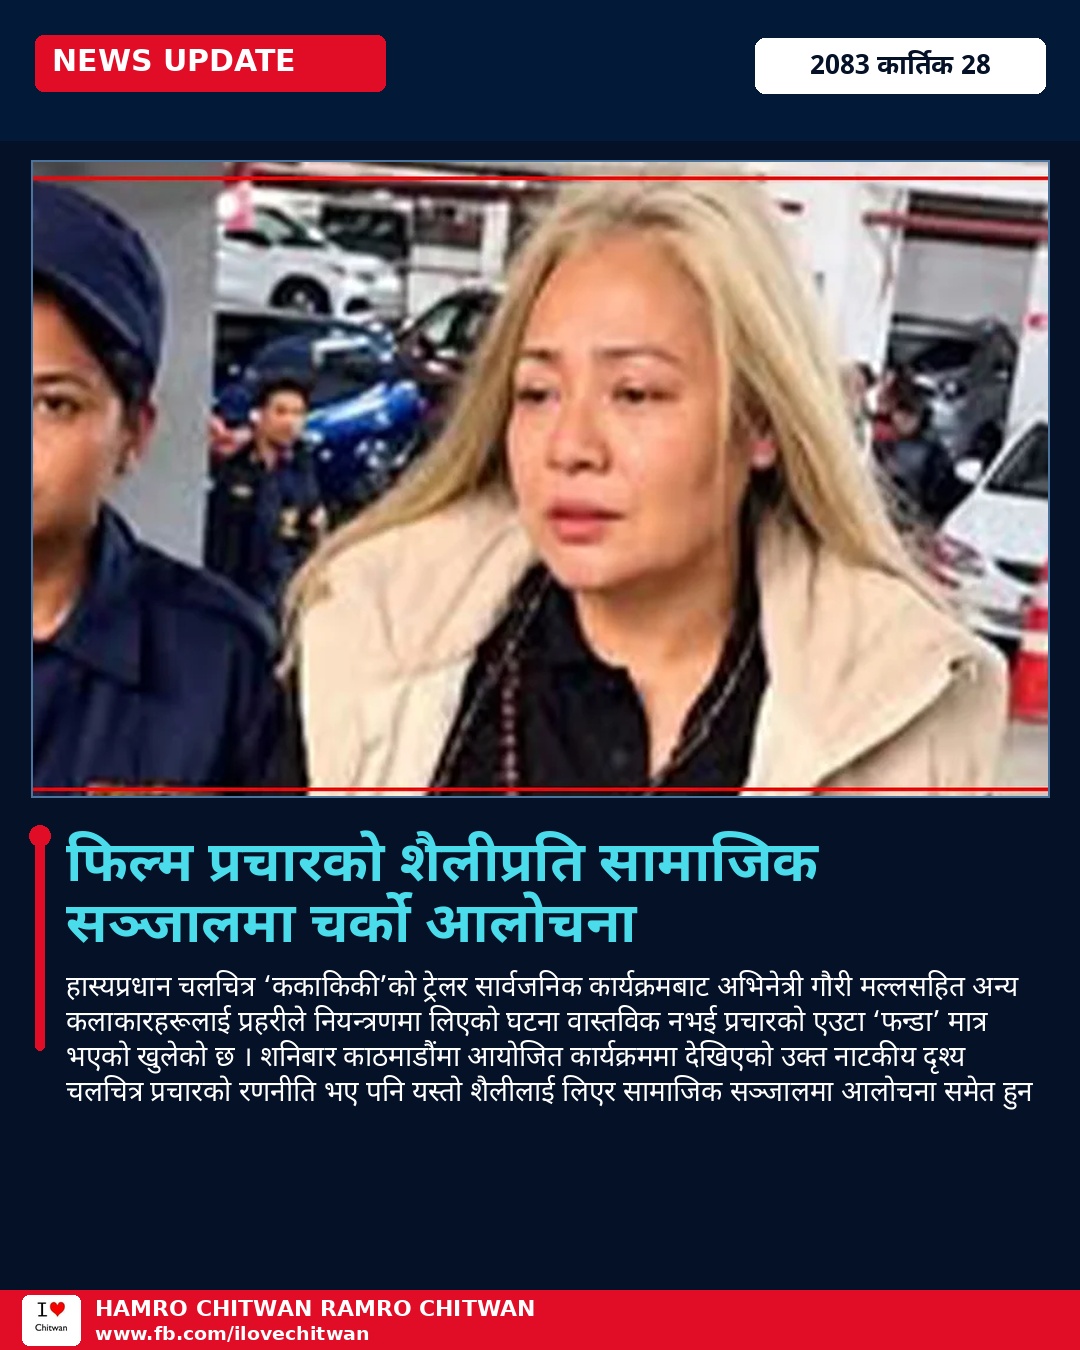 NEWS UPDATE
2083 कार्तिक 28
फिल्म प्रचारको शैलीप्रति सामाजिक
सञ्जालमा चर्को आलोचना
हास्यप्रधान चलचित्र ‘ककाकिकी’को ट्रेलर सार्वजनिक कार्यक्रमबाट अभिनेत्री गौरी मल्लसहित अन्य
कलाकारहरूलाई प्रहरीले नियन्त्रणमा लिएको घटना वास्तविक नभई प्रचारको एउटा ‘फन्डा’ मात्र
भएको खुलेको छ । शनिबार काठमाडौंमा आयोजित कार्यक्रममा देखिएको उक्त नाटकीय दृश्य
चलचित्र प्रचारको रणनीति भए पनि यस्तो शैलीलाई लिएर सामाजिक सञ्जालमा आलोचना समेत हुन
I❤
Chitwan
HAMRO CHITWAN RAMRO CHITWAN
www.fb.com/ilovechitwan